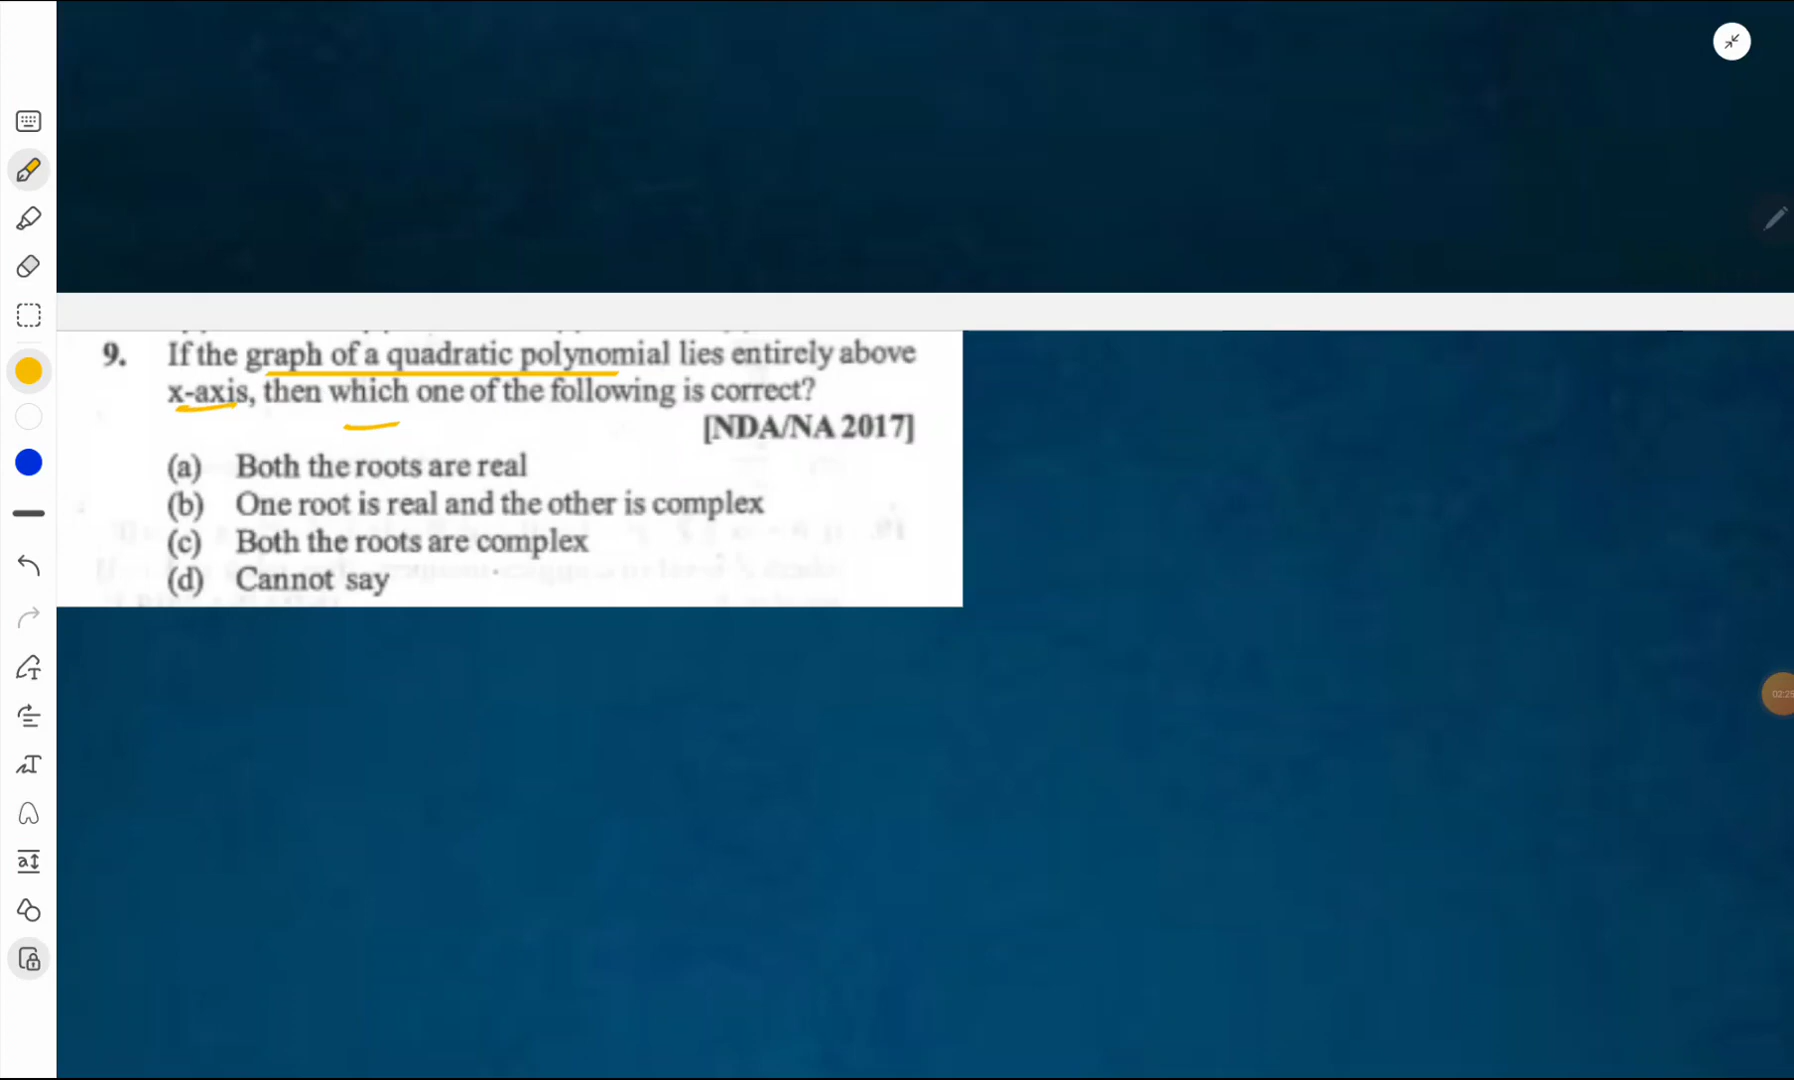 9. If the graph of a quadratic polynomial lies entirely above
x-axis, then which one of the following is correct?
[NDA/NA 2017]
(a) Both the roots are real
(b) One root is real and the other is complex
(c) Both the roots are complex
(d) Cannot say